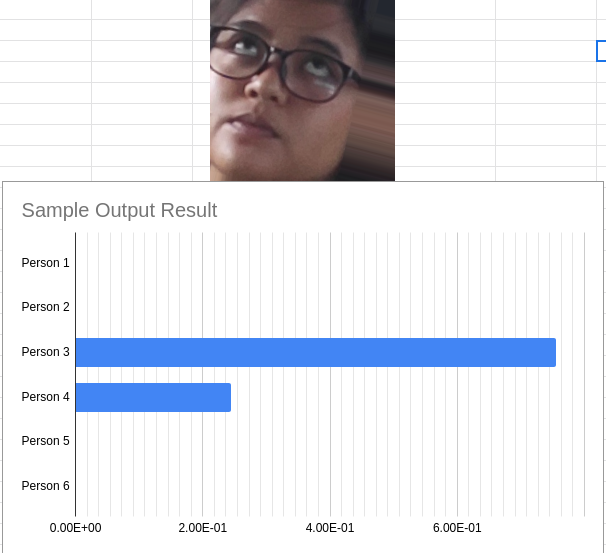 Sample Output Result
Person 1
Person 2
Person 3
Person 4
Person 5
Person 6
0.00E+00 2.00E-01 4.00E-01 6.00E-01